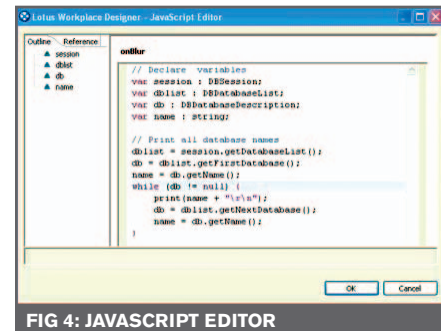 Lotus Workplace Designer - JavaScript Editor
Outline Reference
session
dblist
db
name
onBlur
// Declare variables
var session : DBSession;
var dblist : DBDatabaseList;
var db : DBDatabaseDescription;
var name : string;
// Print all database names
dblist = session.getDatabaseList();
db = dblist.getFirstDatabase();
name = db.getName();
while (db != null) {
print(name + "\r\n");
db = dblist.getNextDatabase();
name = db.getName();
}
OK Cancel
FIG 4: JAVASCRIPT EDITOR